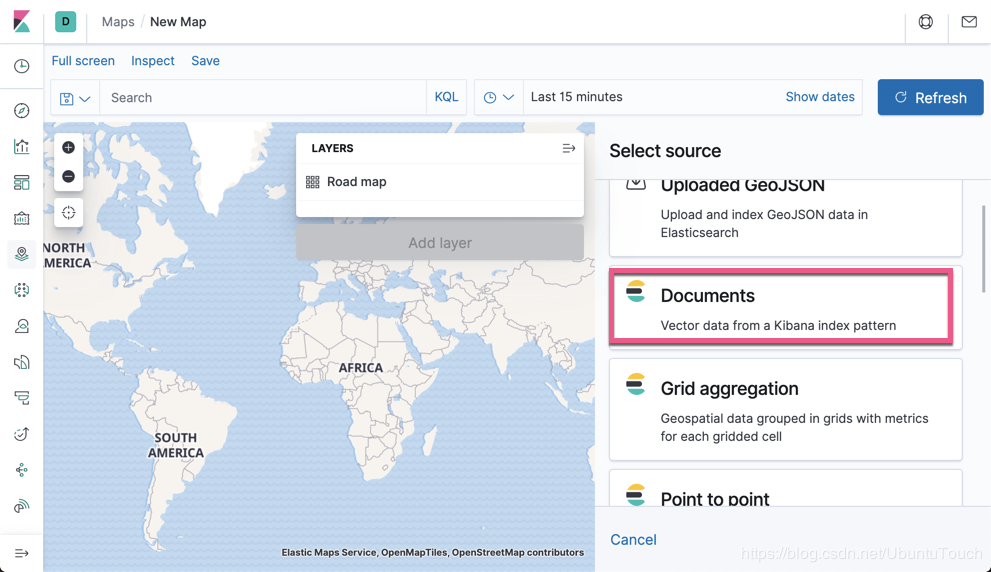 D
Maps / New Map
Full screen Inspect Save
Search KQL Last 15 minutes Show dates Refresh
LAYERS
Road map
Add layer
NORTH
MERICA
AFRICA
SOUTH
AMERICA
Elastic Maps Service, OpenMapTiles, OpenStreetMap contributors
Select source
Uploaded GeoJSON
Upload and index GeoJSON data in
Elasticsearch
Documents
Vector data from a Kibana index pattern
Grid aggregation
Geospatial data grouped in grids with metrics
for each gridded cell
Point to point
Cancel
https://blog.csdn.net/UbuntuTouch